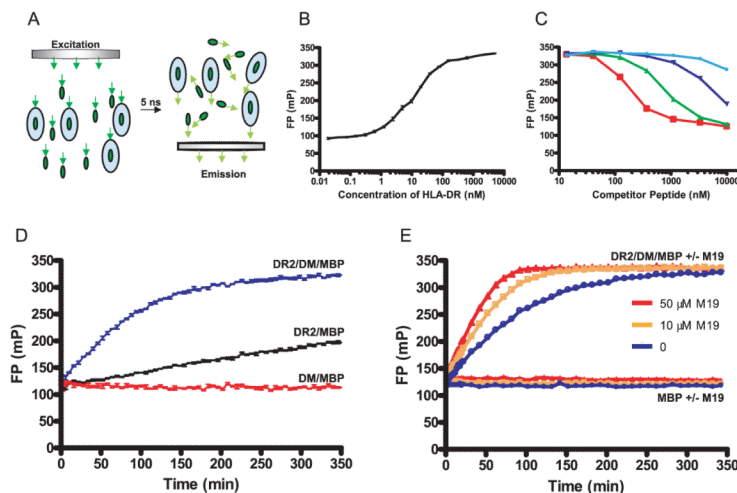 A
Excitation
5 ns
Emission
B
FP (mP)
400
350
300
250
200
150
100
50
0
0.01 0.1 1 10 100 1000 10000
Concentration of HLA-DR (nM)
C
FP (mP)
400
350
300
250
200
150
100
50
0
10 100 1000 10000
Competitor Peptide (nM)
D
FP (mP)
350
300
250
200
150
100
50
0
0 50 100 150 200 250 300 350
Time (min)
DR2/DM/MBP
DR2/MBP
DM/MBP
E
FP (mP)
350
300
250
200
150
100
50
0
0 50 100 150 200 250 300 350
Time (min)
DR2/DM/MBP +/- M19
50 µM M19
10 µM M19
0
MBP +/- M19